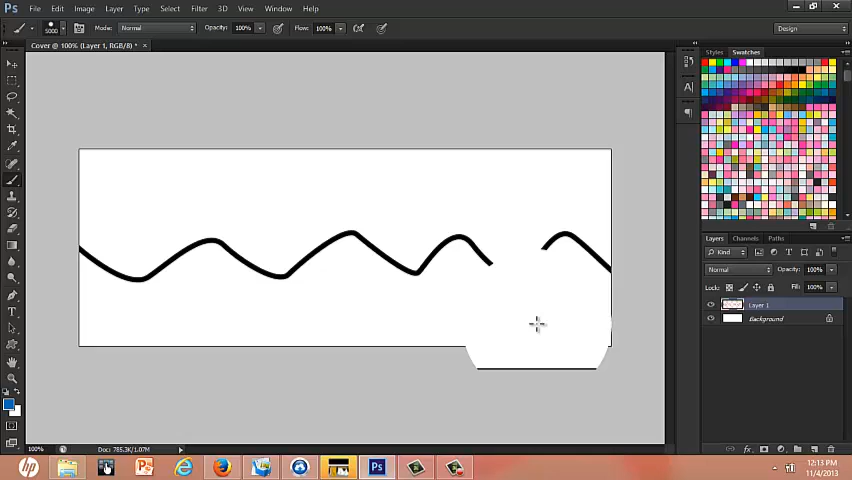 Ps File Edit Image Layer Type Select Filter 3D View Window Help
5000 Mode: Normal Opacity: 100% Flow: 100% Design
Cover @ 100% (Layer 1, RGB/8) * ×
Styles Swatches
Layers Channels Paths
Kind
Normal Opacity: 100%
Lock: Fill: 100%
Layer 1
Background
100% Doc: 785.3K/1.07M
12:13 PM
11/4/2013